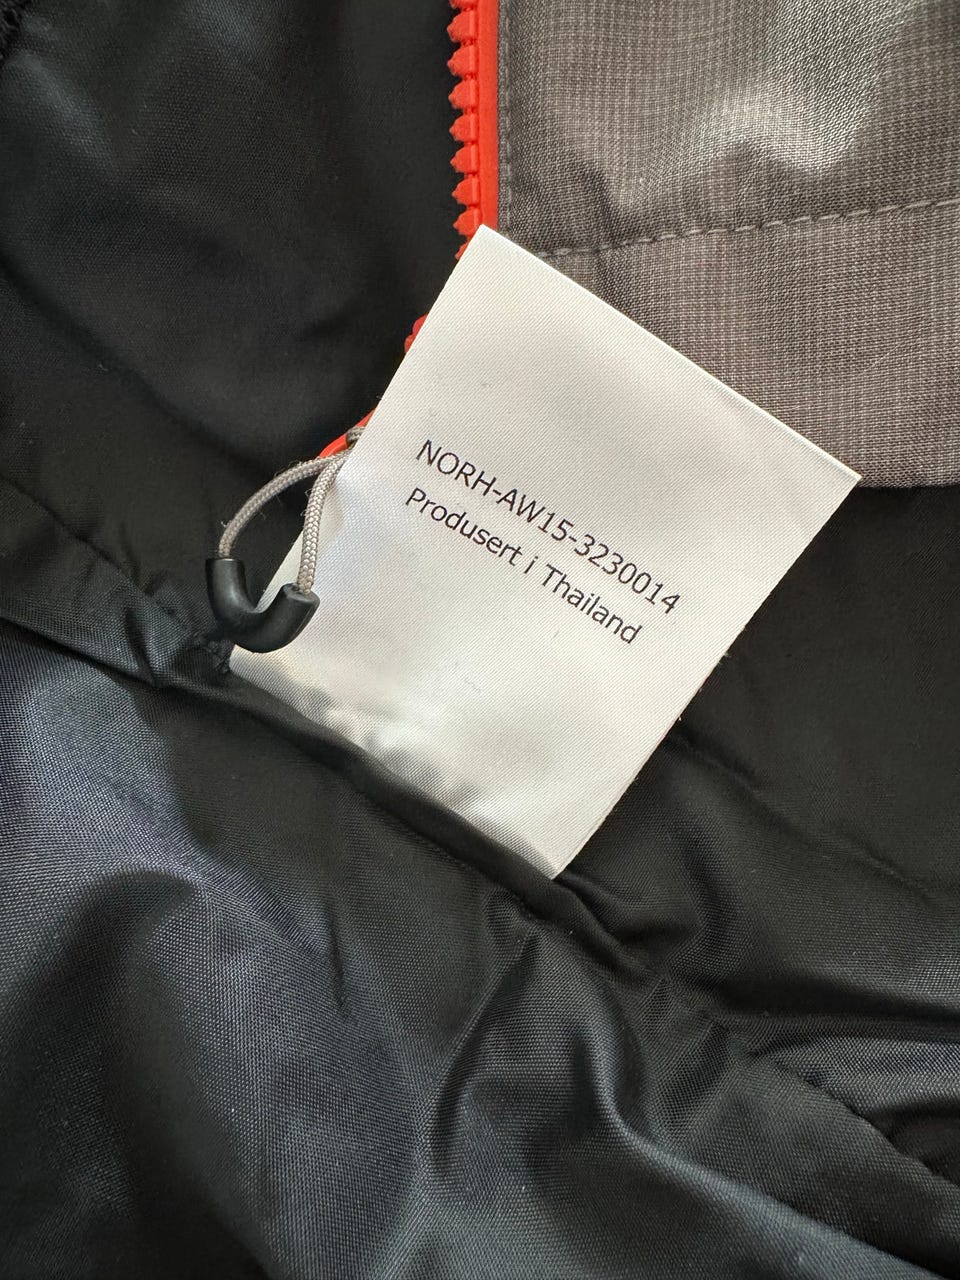 NORH-AW15-3230014
Produsert i Thailand